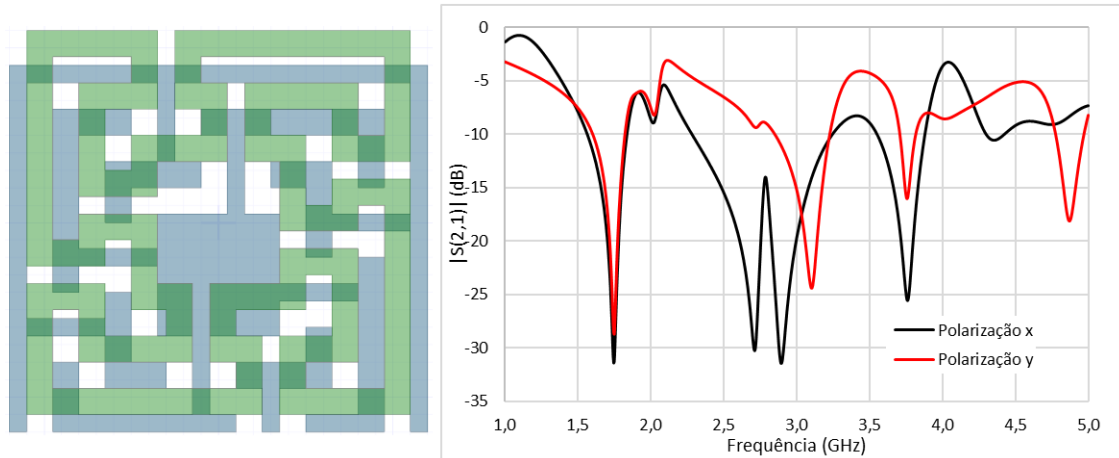 0
-5
-10
-15
-20
-25
-30
-35
|S(2,1)| (dB)
1,0 1,5 2,0 2,5 3,0 3,5 4,0 4,5 5,0
Frequência (GHz)
Polarização x
Polarização y